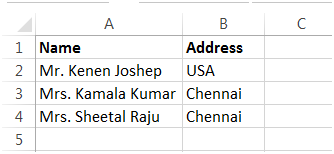 A B C
1 Name Address
2 Mr. Kenen Joshep USA
3 Mrs. Kamala Kumar Chennai
4 Mrs. Sheetal Raju Chennai
5